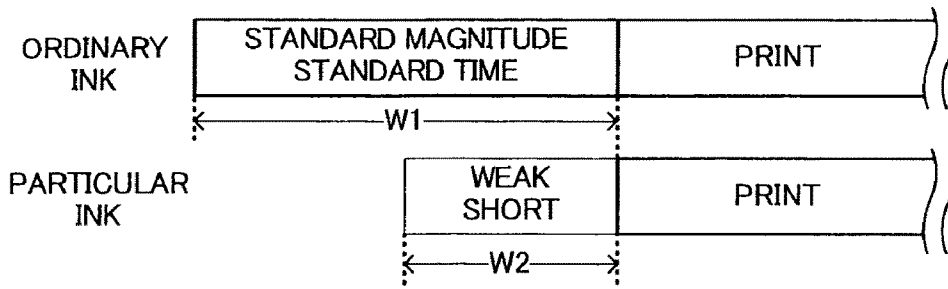 ORDINARY
INK
STANDARD MAGNITUDE
STANDARD TIME
PRINT
W1
PARTICULAR
INK
WEAK
SHORT
PRINT
W2